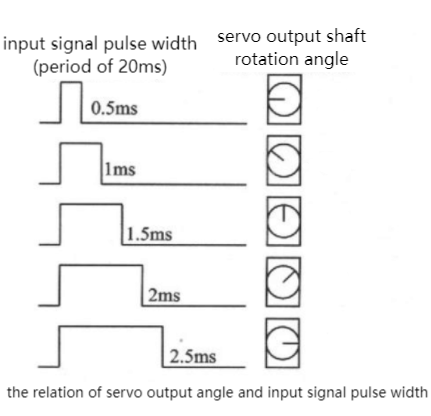 input signal pulse width
(period of 20ms)
servo output shaft
rotation angle
0.5ms
1ms
1.5ms
2ms
2.5ms
the relation of servo output angle and input signal pulse width